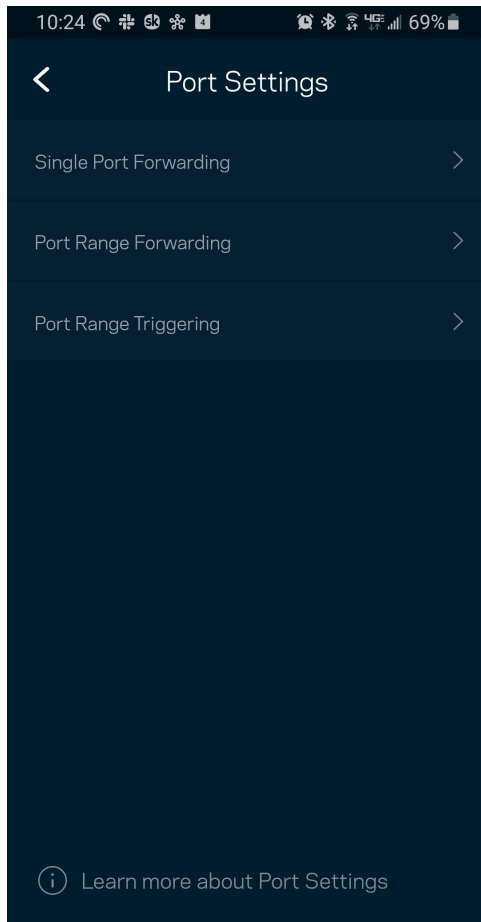 10:24 69%
Port Settings
Single Port Forwarding
Port Range Forwarding
Port Range Triggering
Learn more about Port Settings